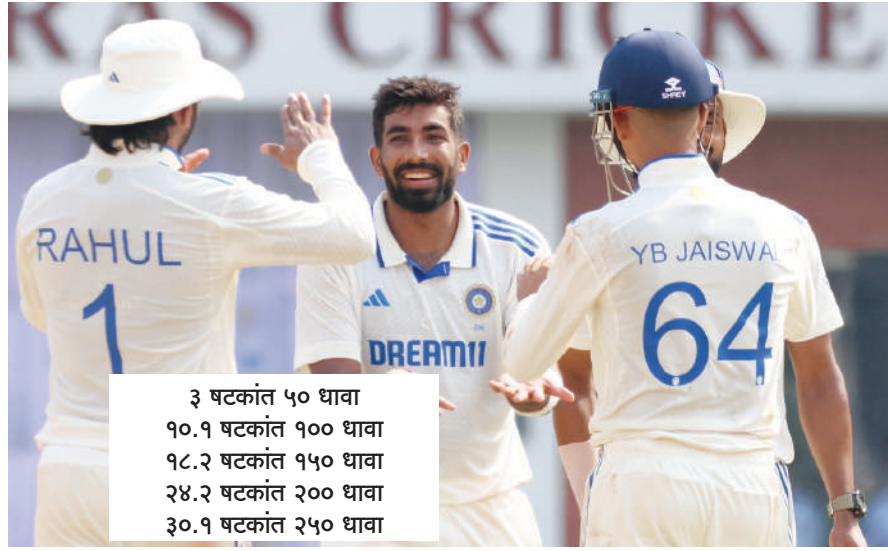 RAS CRICKE
SHREY
RAHUL
1
YB JAISWAL
64
DREAM11
३ षटकांत ५० धावा
१०.१ षटकांत १०० धावा
१८.२ षटकांत १५० धावा
२४.२ षटकांत २०० धावा
३०.१ षटकांत २५० धावा